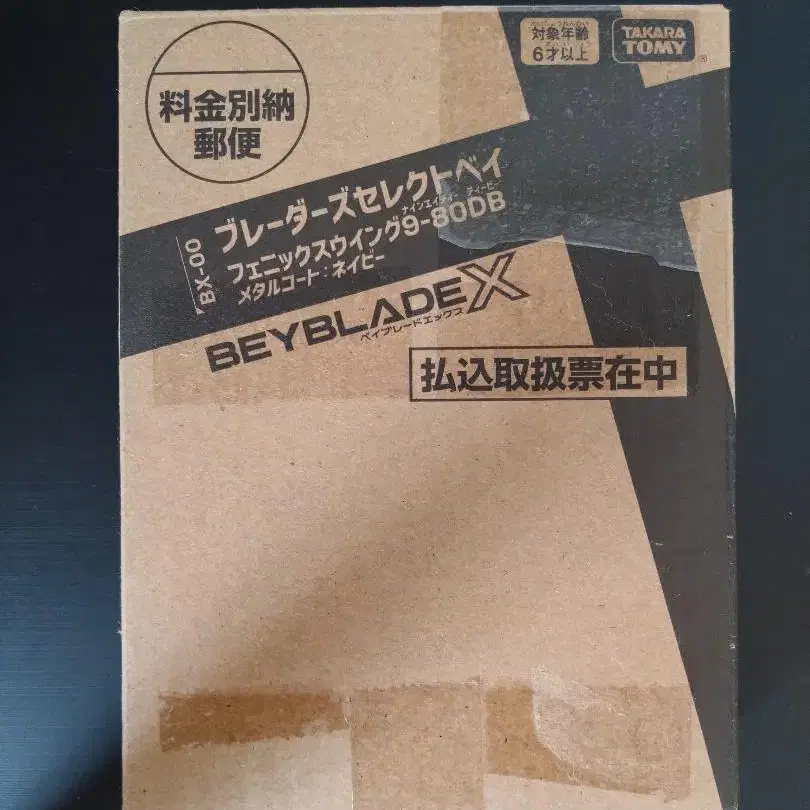 料金別納
郵便
対象年齢
6才以上
TAKARA
TOMY
®
BX-00
ブレーダーズセレクトベイ
ナインエイティー ディービー
フェニックスウイング9-80DB
メタルコート：ネイビー
BEYBLADE X
ベイブレードエックス
払込取扱票在中